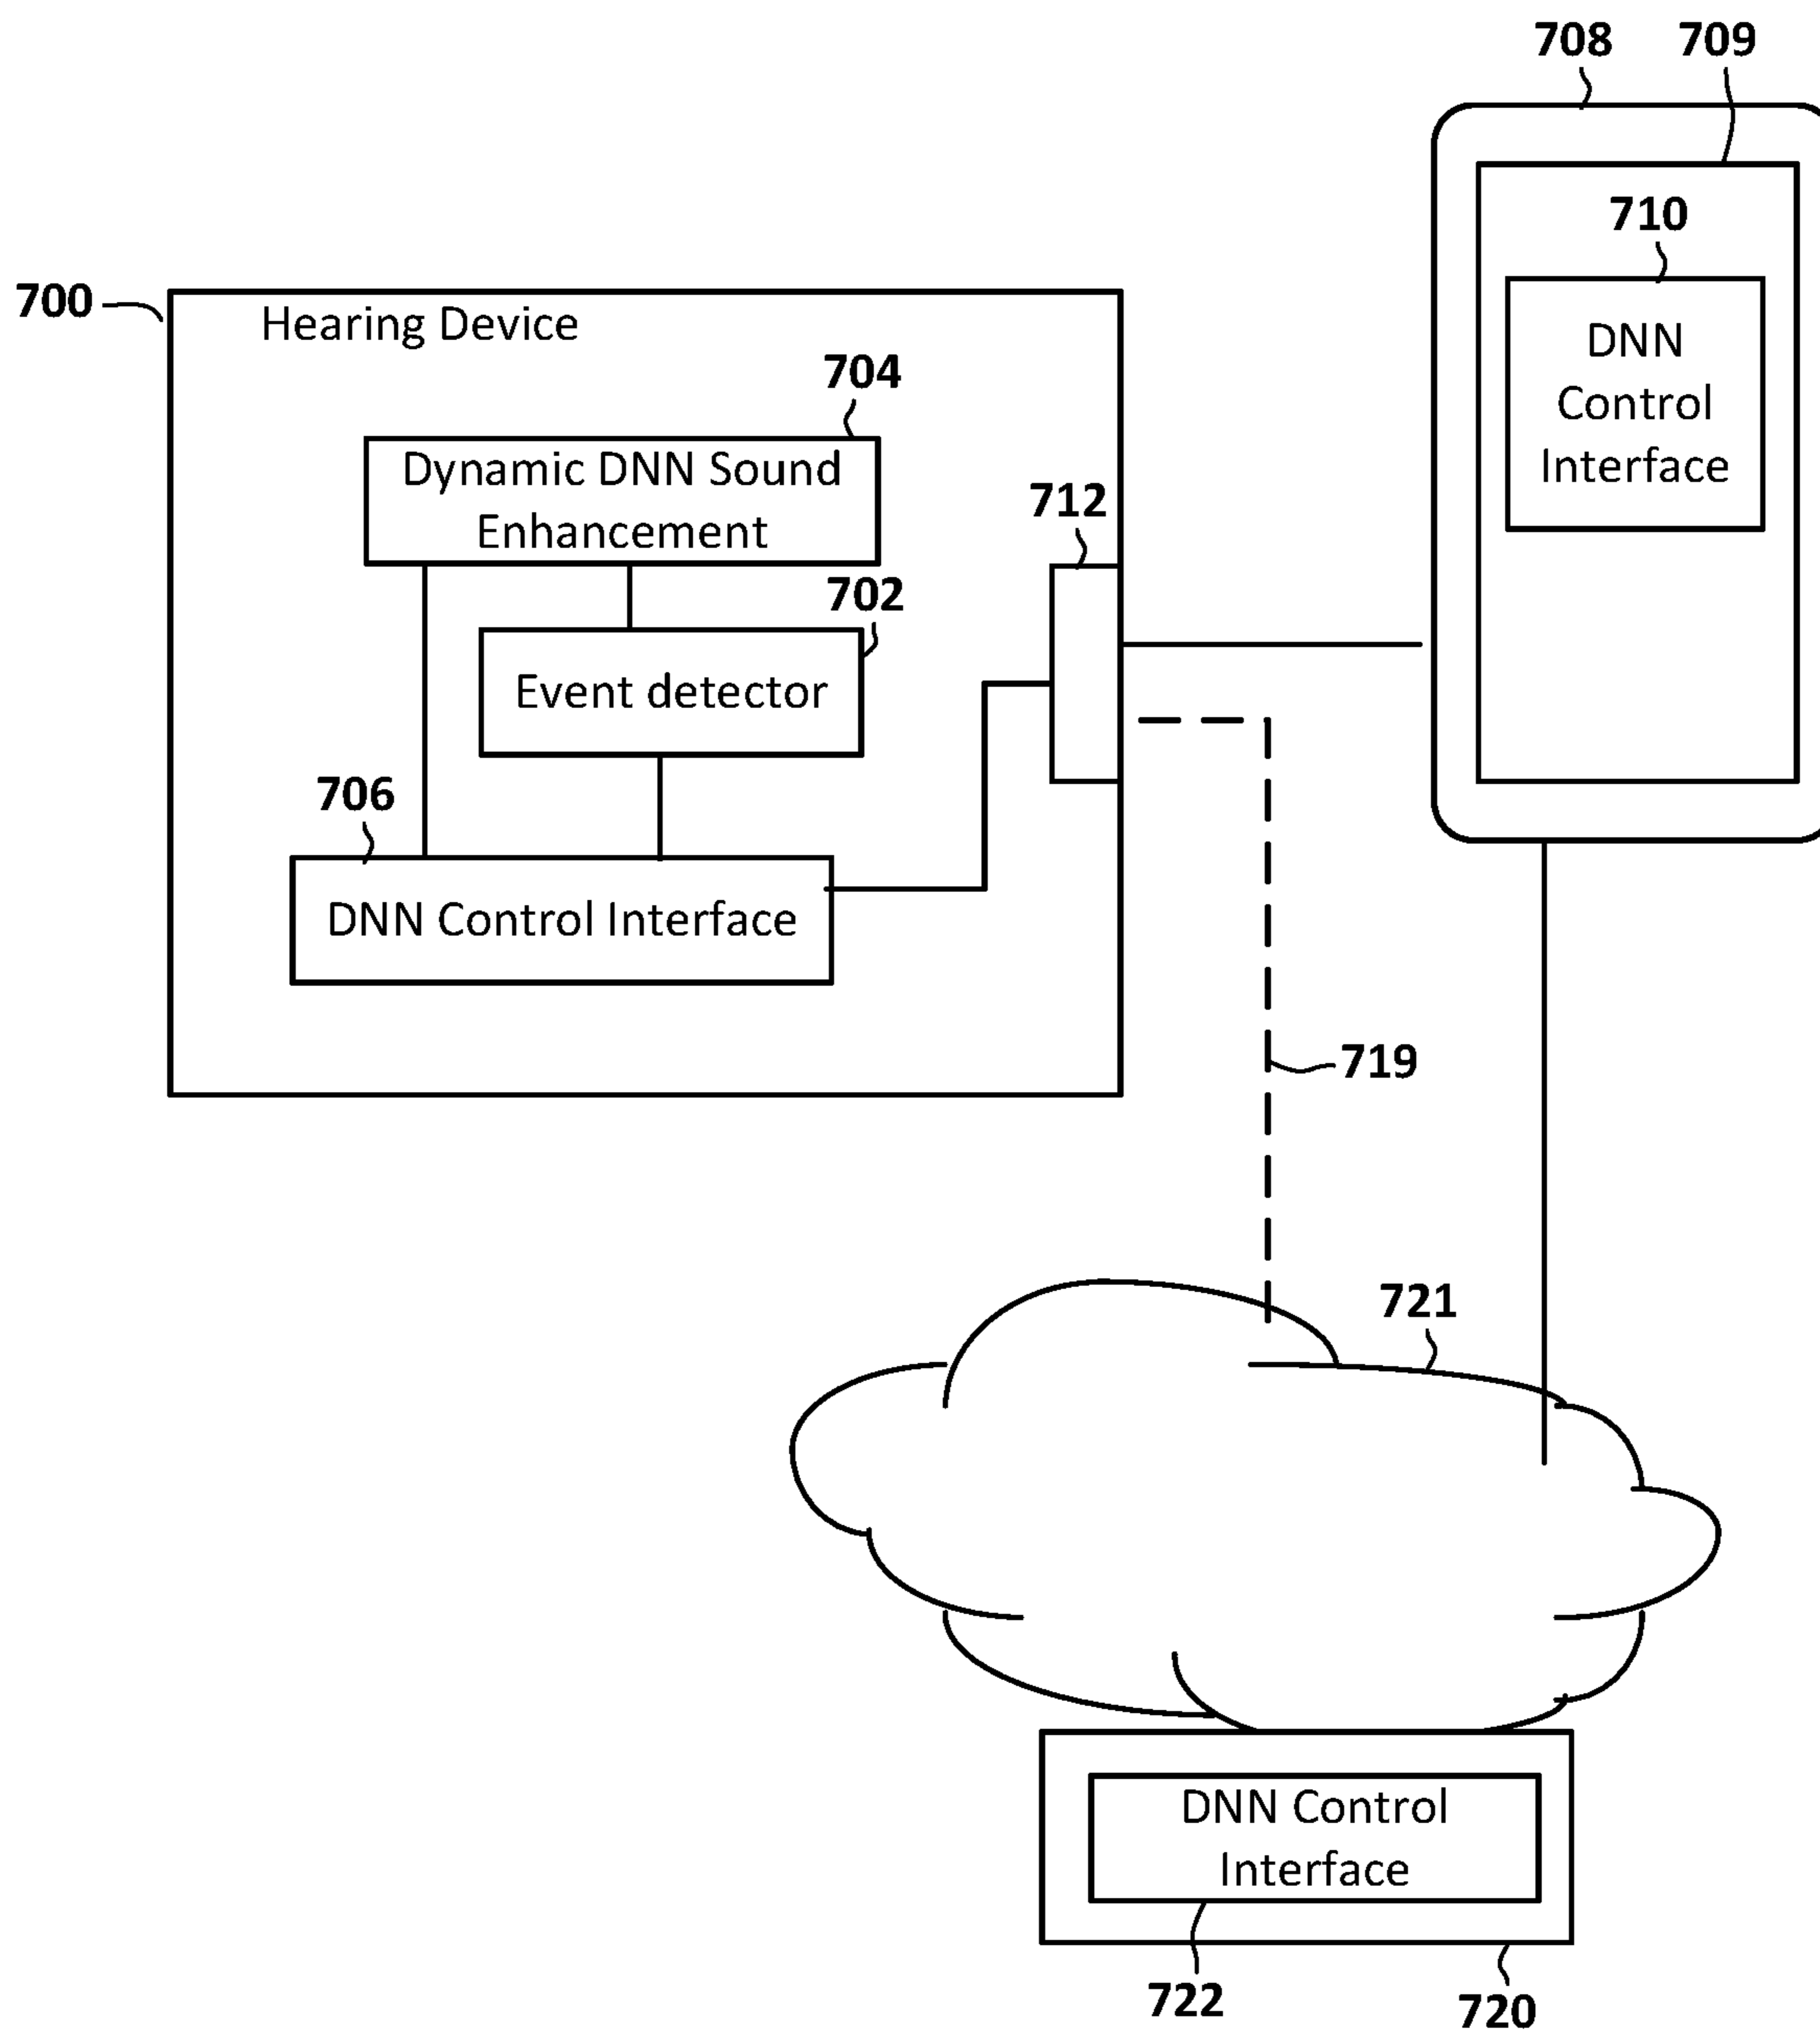 708 709
710
DNN
Control
Interface
700
Hearing Device
704
Dynamic DNN Sound
Enhancement
712
702
Event detector
706
DNN Control Interface
719
721
DNN Control
Interface
722
720